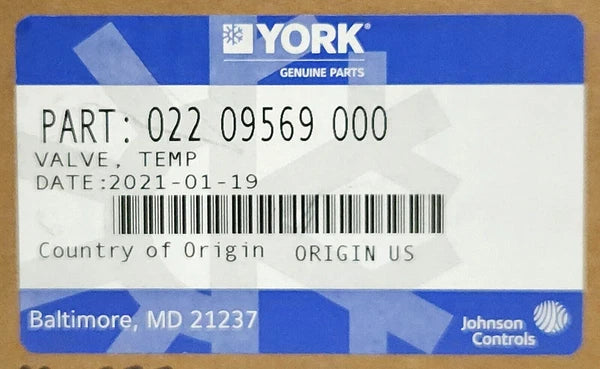 YORK®
GENUINE PARTS
PART: 022 09569 000
VALVE, TEMP
DATE:2021-01-19
Country of Origin ORIGIN US
Baltimore, MD 21237
Johnson
Controls